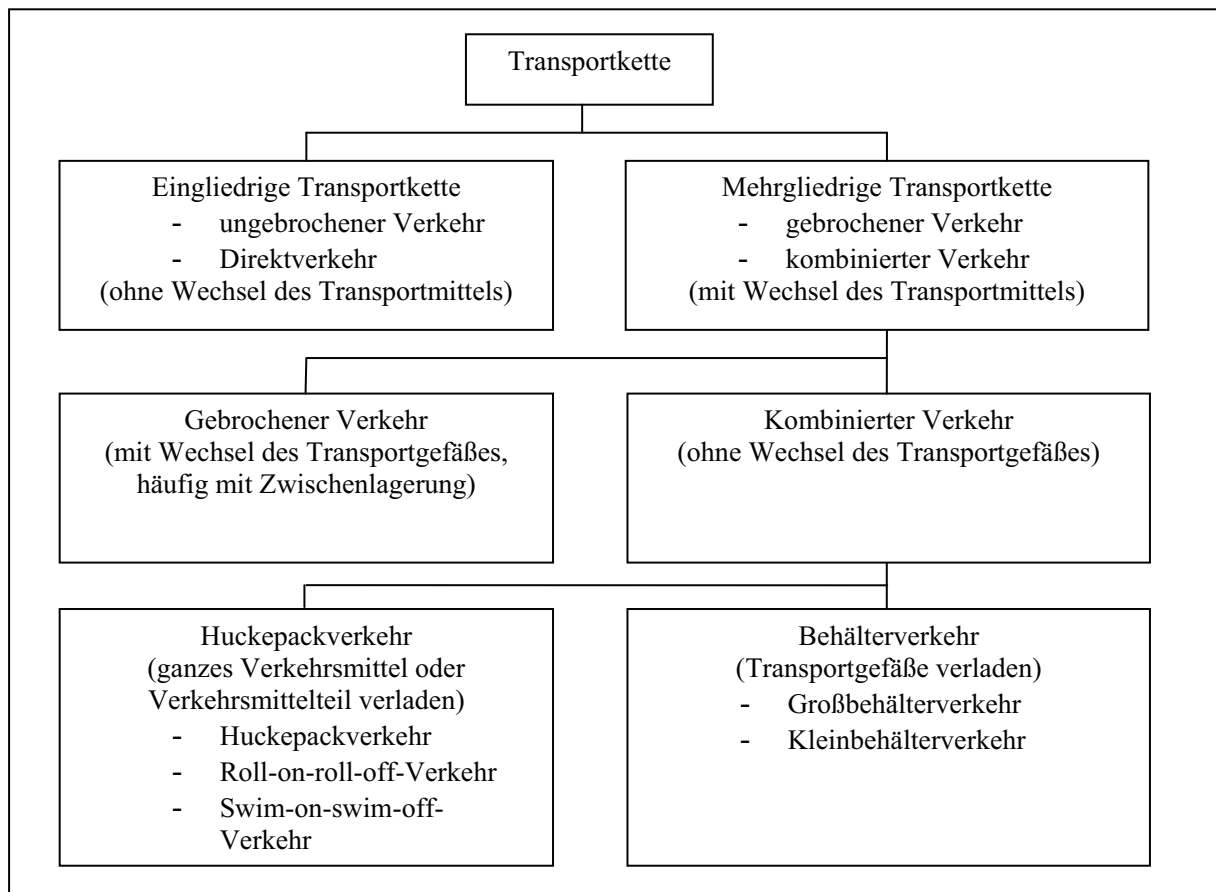 Transportkette
Eingliedrige Transportkette
- ungebrochener Verkehr
- Direktverkehr
(ohne Wechsel des Transportmittels)
Mehrgliedrige Transportkette
- gebrochener Verkehr
- kombinierter Verkehr
(mit Wechsel des Transportmittels)
Gebrochener Verkehr
(mit Wechsel des Transportgefäßes,
häufig mit Zwischenlagerung)
Kombinierter Verkehr
(ohne Wechsel des Transportgefäßes)
Huckepackverkehr
(ganzes Verkehrsmittel oder
Verkehrsmittelteil verladen)
- Huckepackverkehr
- Roll-on-roll-off-Verkehr
- Swim-on-swim-off-
Verkehr
Behälterverkehr
(Transportgefäße verladen)
- Großbehälterverkehr
- Kleinbehälterverkehr